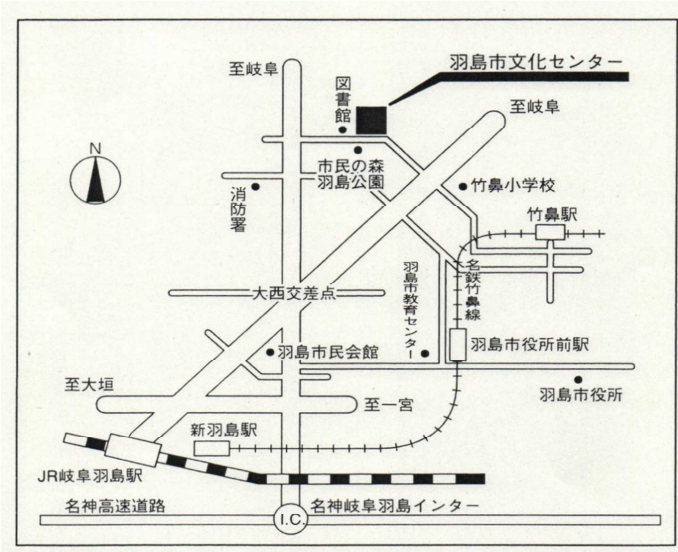 至岐阜
羽島市文化センター
図書館
至岐阜
N
市民の森
羽島公園
竹鼻小学校
消防署
竹鼻駅
名鉄竹鼻線
羽島市教育センター
大西交差点
羽島市民会館
羽島市役所前駅
至大垣
至一宮
羽島市役所
新羽島駅
JR岐阜羽島駅
名神高速道路
I.C.
名神岐阜羽島インター